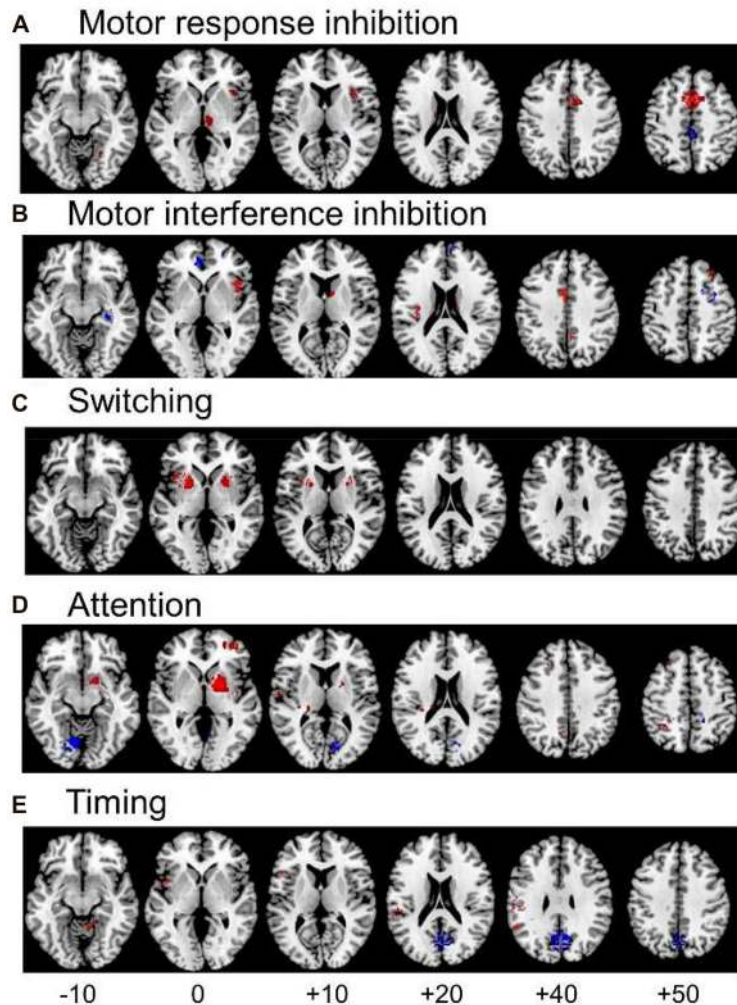 A Motor response inhibition
B Motor interference inhibition
C Switching
D Attention
E Timing
-10 0 +10 +20 +40 +50